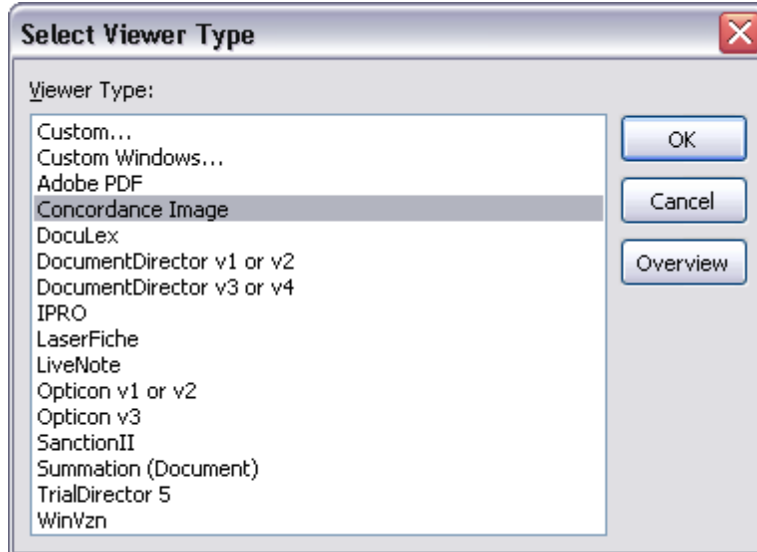 Select Viewer Type
Viewer Type:
Custom...
Custom Windows...
Adobe PDF
Concordance Image
DocuLex
DocumentDirector v1 or v2
DocumentDirector v3 or v4
IPRO
LaserFiche
LiveNote
Opticon v1 or v2
Opticon v3
SanctionII
Summation (Document)
TrialDirector 5
WinVzn
OK
Cancel
Overview